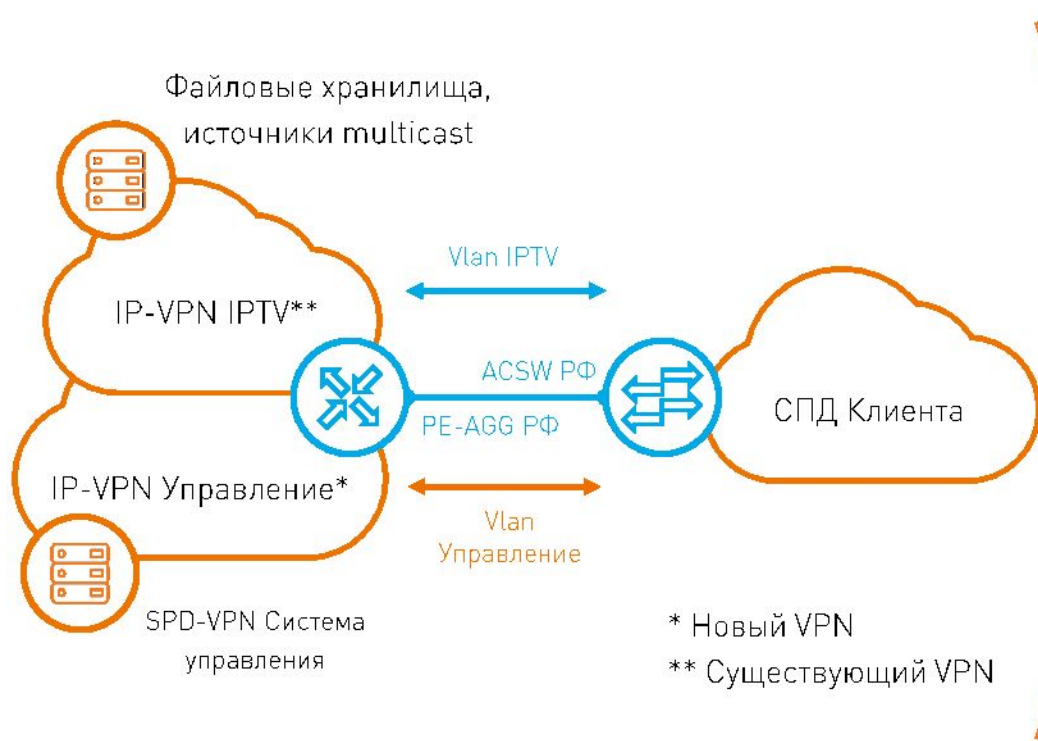 Файловые хранилища,
источники multicast
Vlan IPTV
IP-VPN IPTV**
ACSW РФ
PE-AGG РФ
СПД Клиента
IP-VPN Управление*
Vlan
Управление
SPD-VPN Система
управления
* Новый VPN
** Существующий VPN